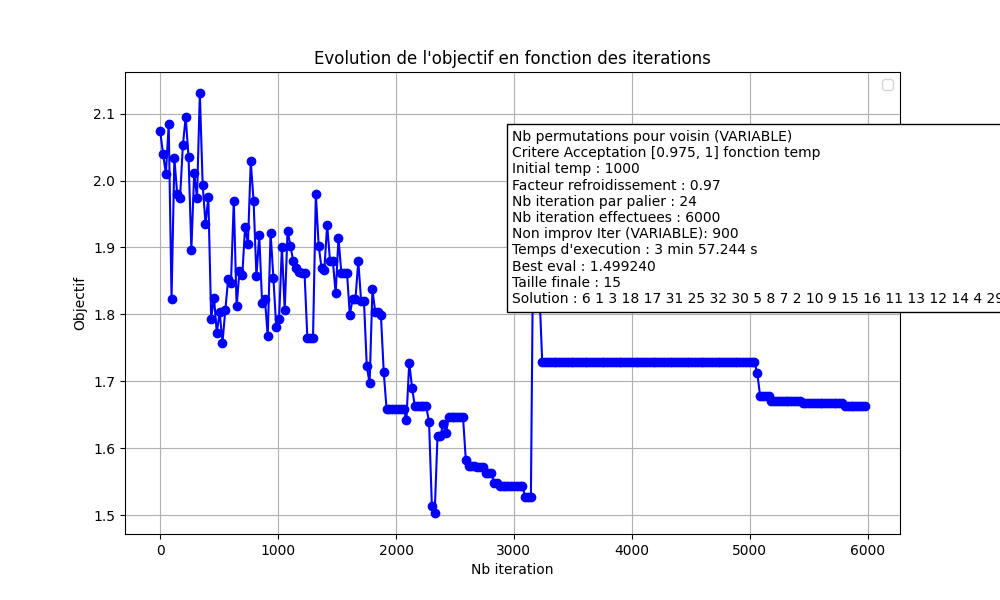 Evolution de l'objectif en fonction des iterations
Objectif
2.1
2.0
1.9
1.8
1.7
1.6
1.5
Nb permutations pour voisin (VARIABLE)
Critere Acceptation [0.975, 1] fonction temp
Initial temp : 1000
Facteur refroidissement : 0.97
Nb iteration par palier : 24
Nb iteration effectuees : 6000
Non improv Iter (VARIABLE): 900
Temps d'execution : 3 min 57.244 s
Best eval : 1.499240
Taille finale : 15
Solution : 6 1 3 18 17 31 25 32 30 5 8 7 2 10 9 15 16 11 13 12 14 4 29
0 1000 2000 3000 4000 5000 6000
Nb iteration